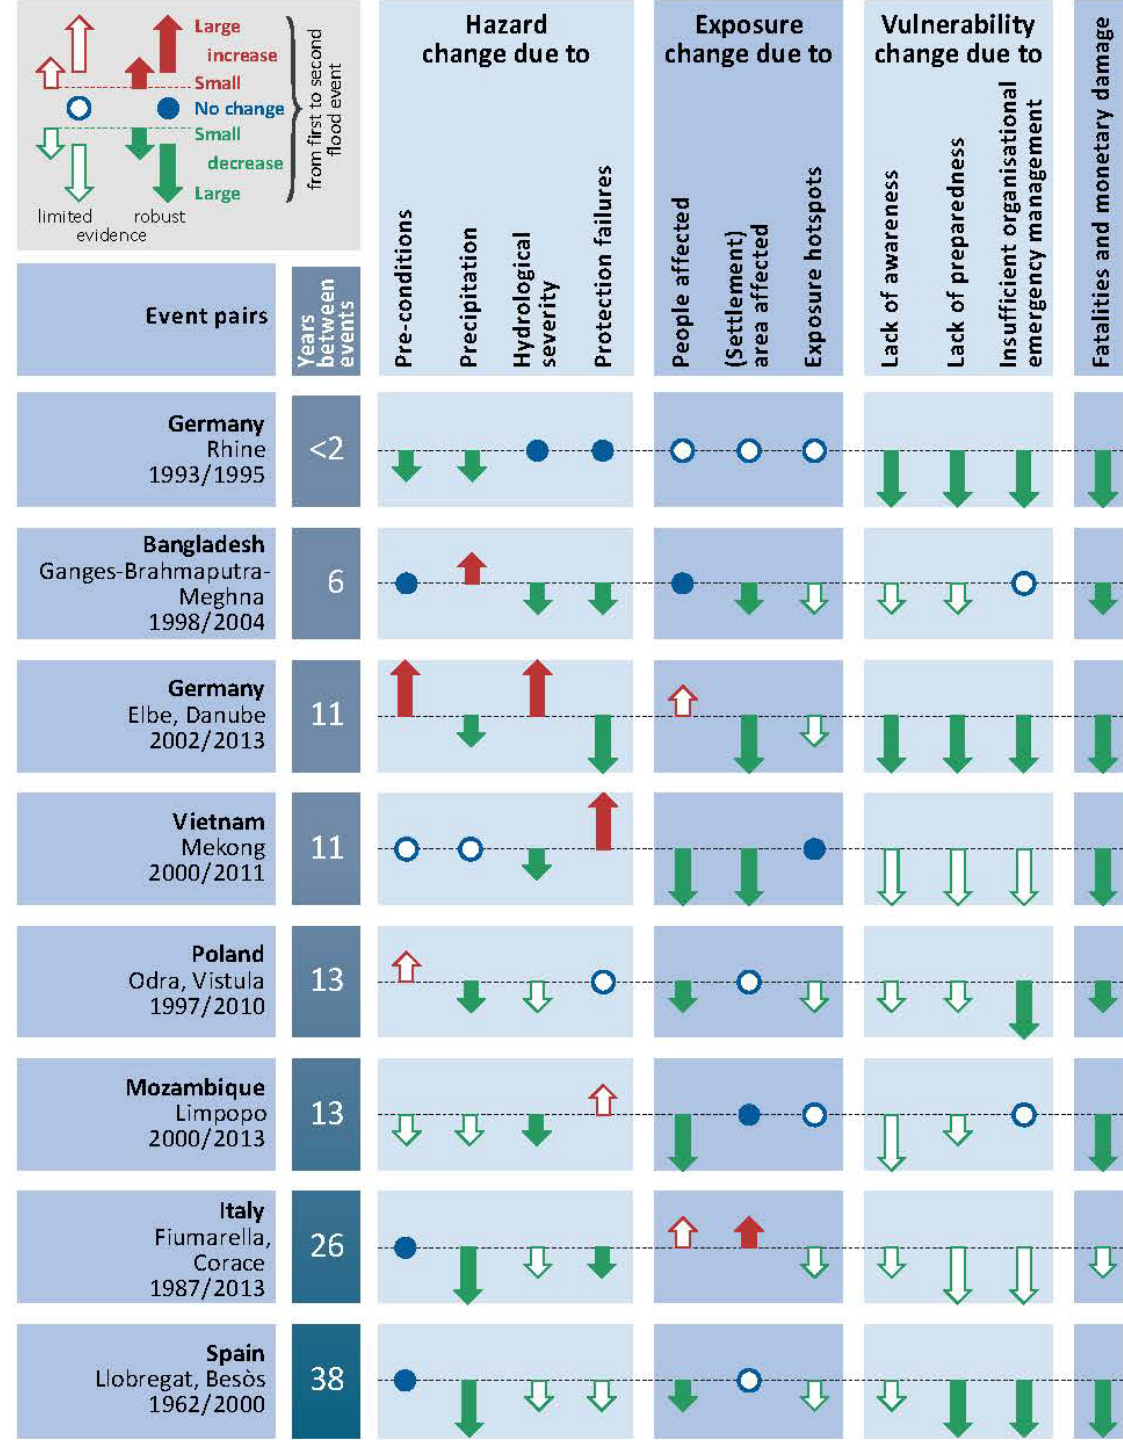 Large
increase
Small
No change
Small
decrease
Large
limited
robust
evidence
from first to second
flood event
Hazard
change due to
Exposure
change due to
Vulnerability
change due to
Event pairs
Years
between
events
Pre-conditions
Precipitation
Hydrological
severity
Protection failures
People affected
(Settlement)
area affected
Exposure hotspots
Lack of awareness
Lack of preparedness
Insufficient organisational
emergency management
Fatalities and monetary damage
Germany
Rhine
1993/1995
<2
Bangladesh
Ganges-Brahmaputra-
Meghna
1998/2004
6
Germany
Elbe, Danube
2002/2013
11
Vietnam
Mekong
2000/2011
11
Poland
Odra, Vistula
1997/2010
13
Mozambique
Limpopo
2000/2013
13
Italy
Fiumarella,
Corace
1987/2013
26
Spain
Llobregat, Besòs
1962/2000
38